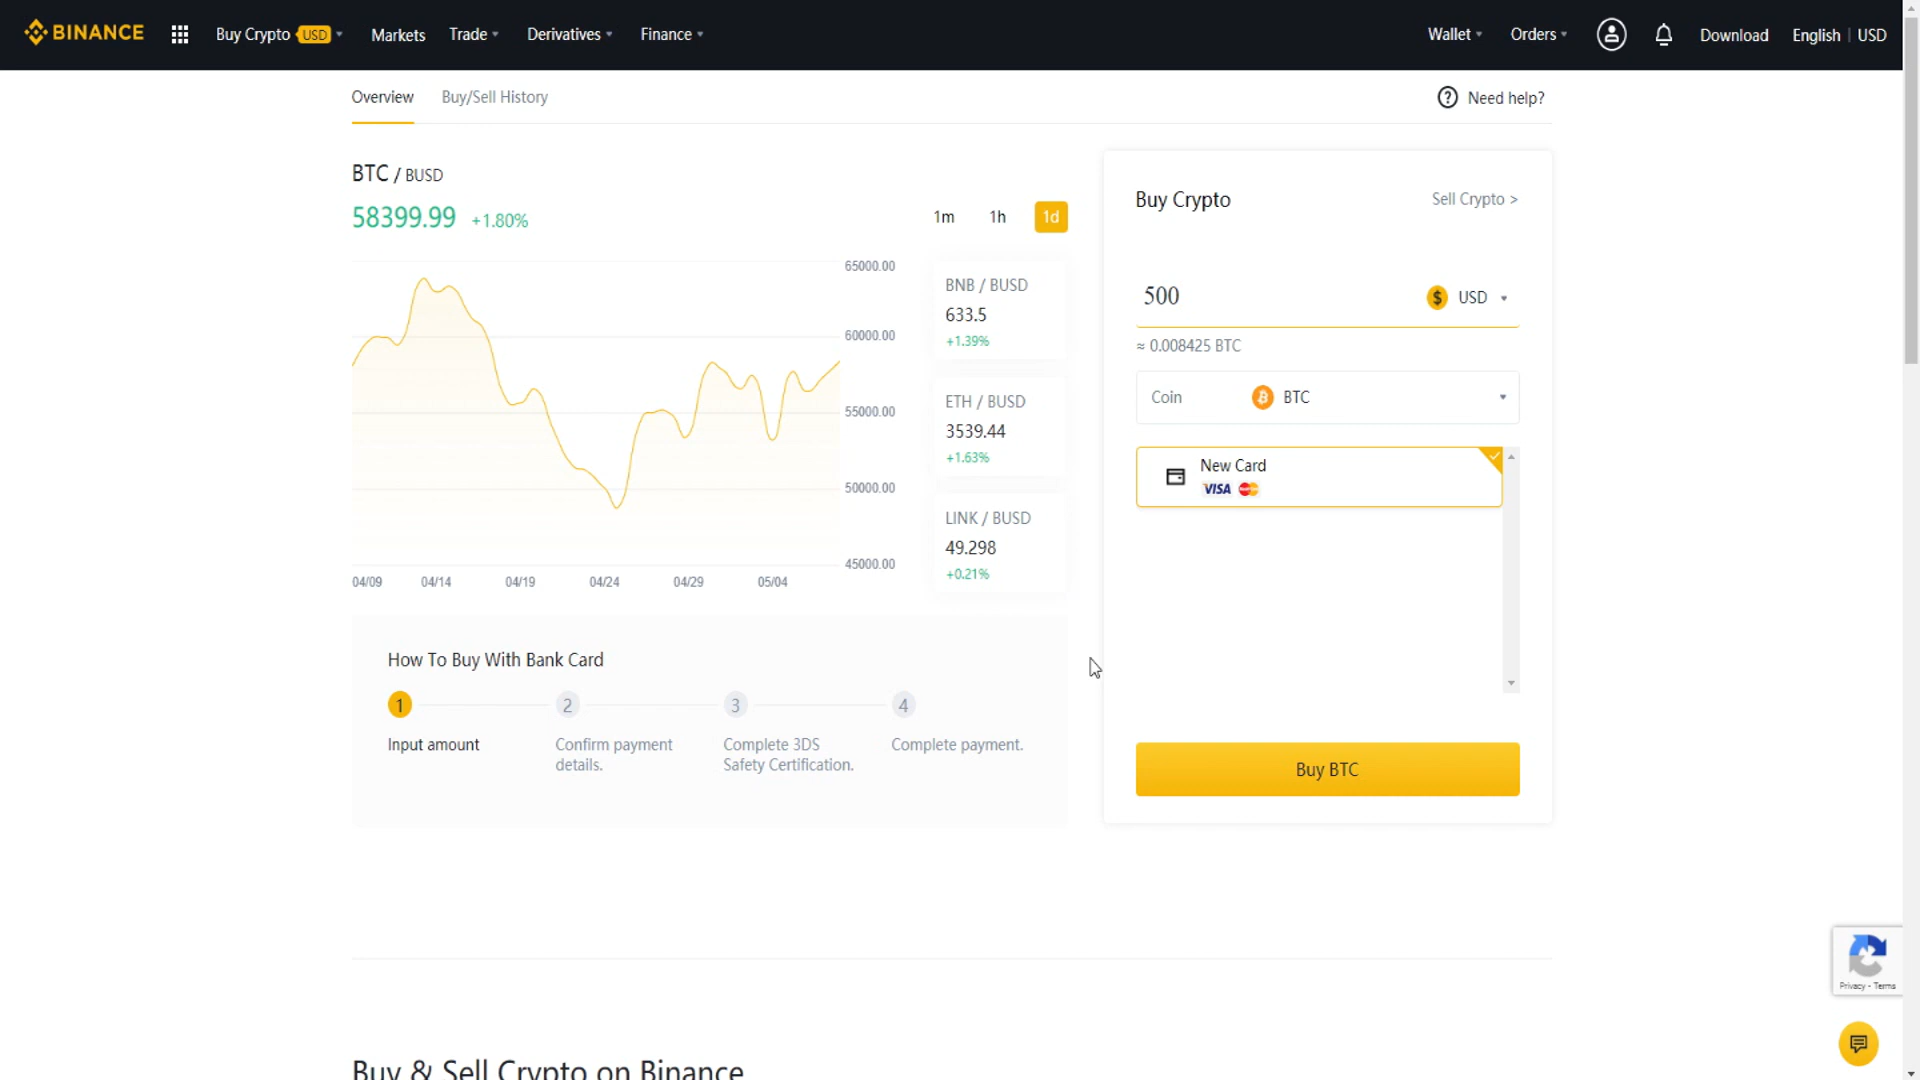 BINANCE
Buy Crypto USD
Markets
Trade
Derivatives
Finance
Wallet
Orders
Download
English | USD
Overview
Buy/Sell History
Need help?
BTC / BUSD
58399.99 +1.80%
1m 1h 1d
65000.00
60000.00
55000.00
50000.00
45000.00
04/09 04/14 04/19 04/24 04/29 05/04
BNB / BUSD
633.5
+1.39%
ETH / BUSD
3539.44
+1.63%
LINK / BUSD
49.298
+0.21%
How To Buy With Bank Card
1
Input amount
2
Confirm payment
details.
3
Complete 3DS
Safety Certification.
4
Complete payment.
Buy Crypto
Sell Crypto >
500
$ USD
≈ 0.008425 BTC
Coin
BTC
New Card
VISA
Buy BTC
Privacy - Terms
Buy & Sell Crypto on Binance